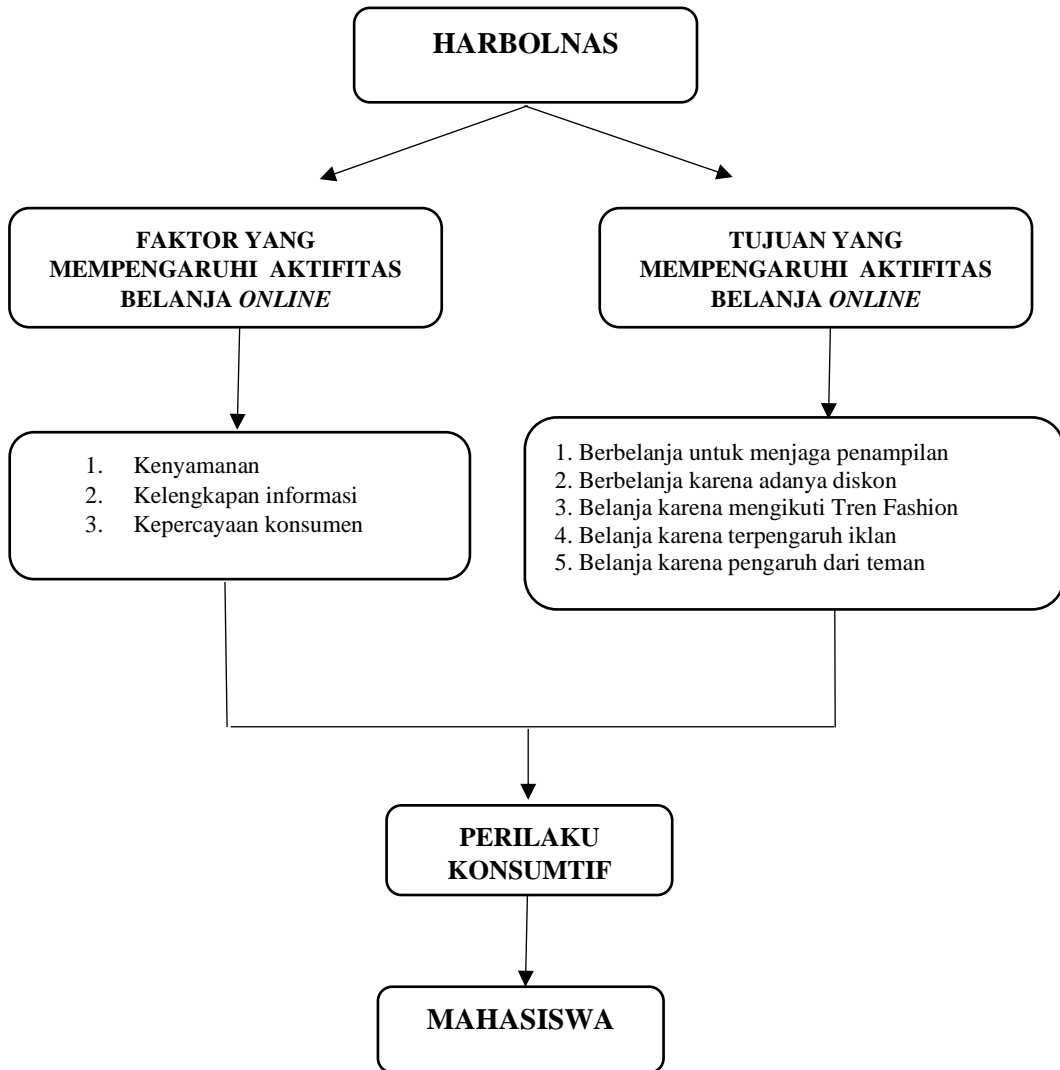 HARBOLNAS
FAKTOR YANG
MEMPENGARUHI AKTIFITAS
BELANJA ONLINE
TUJUAN YANG
MEMPENGARUHI AKTIFITAS
BELANJA ONLINE
1. Kenyamanan
2. Kelengkapan informasi
3. Kepercayaan konsumen
1. Berbelanja untuk menjaga penampilan
2. Berbelanja karena adanya diskon
3. Belanja karena mengikuti Tren Fashion
4. Belanja karena terpengaruh iklan
5. Belanja karena pengaruh dari teman
PERILAKU
KONSUMTIF
MAHASISWA